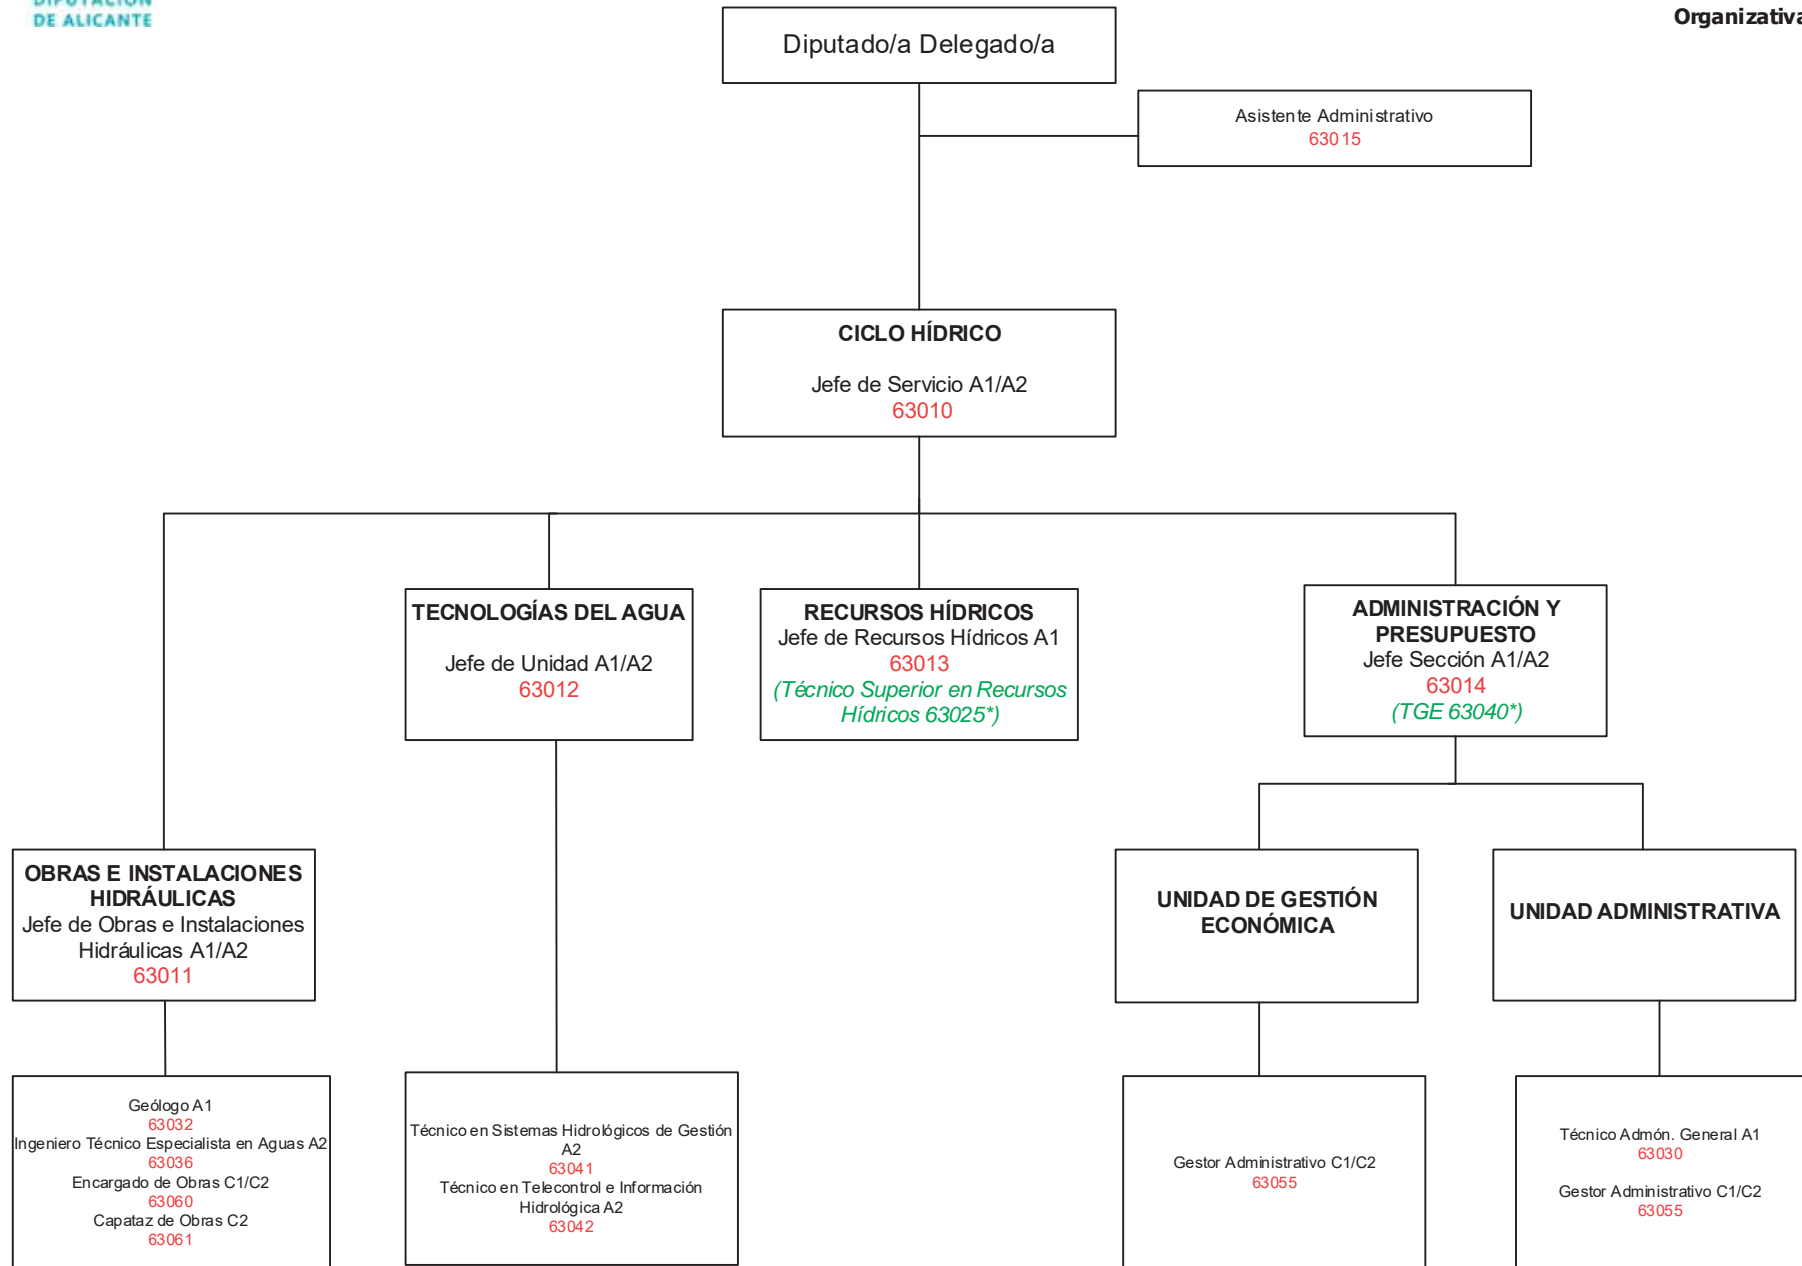 DIPUTACIÓN
DE ALICANTE
Organizativa
Diputado/a Delegado/a
Asistente Administrativo
63015
CICLO HÍDRICO
Jefe de Servicio A1/A2
63010
TECNOLOGÍAS DEL AGUA
Jefe de Unidad A1/A2
63012
RECURSOS HÍDRICOS
Jefe de Recursos Hídricos A1
63013
(Técnico Superior en Recursos
Hídricos 63025*)
ADMINISTRACIÓN Y
PRESUPUESTO
Jefe Sección A1/A2
63014
(TGE 63040*)
OBRAS E INSTALACIONES
HIDRÁULICAS
Jefe de Obras e Instalaciones
Hidráulicas A1/A2
63011
UNIDAD DE GESTIÓN
ECONÓMICA
UNIDAD ADMINISTRATIVA
Geólogo A1
63032
Ingeniero Técnico Especialista en Aguas A2
63036
Encargado de Obras C1/C2
63060
Capataz de Obras C2
63061
Técnico en Sistemas Hidrológicos de Gestión
A2
63041
Técnico en Telecontrol e Información
Hidrológica A2
63042
Gestor Administrativo C1/C2
63055
Técnico Admón. General A1
63030
Gestor Administrativo C1/C2
63055